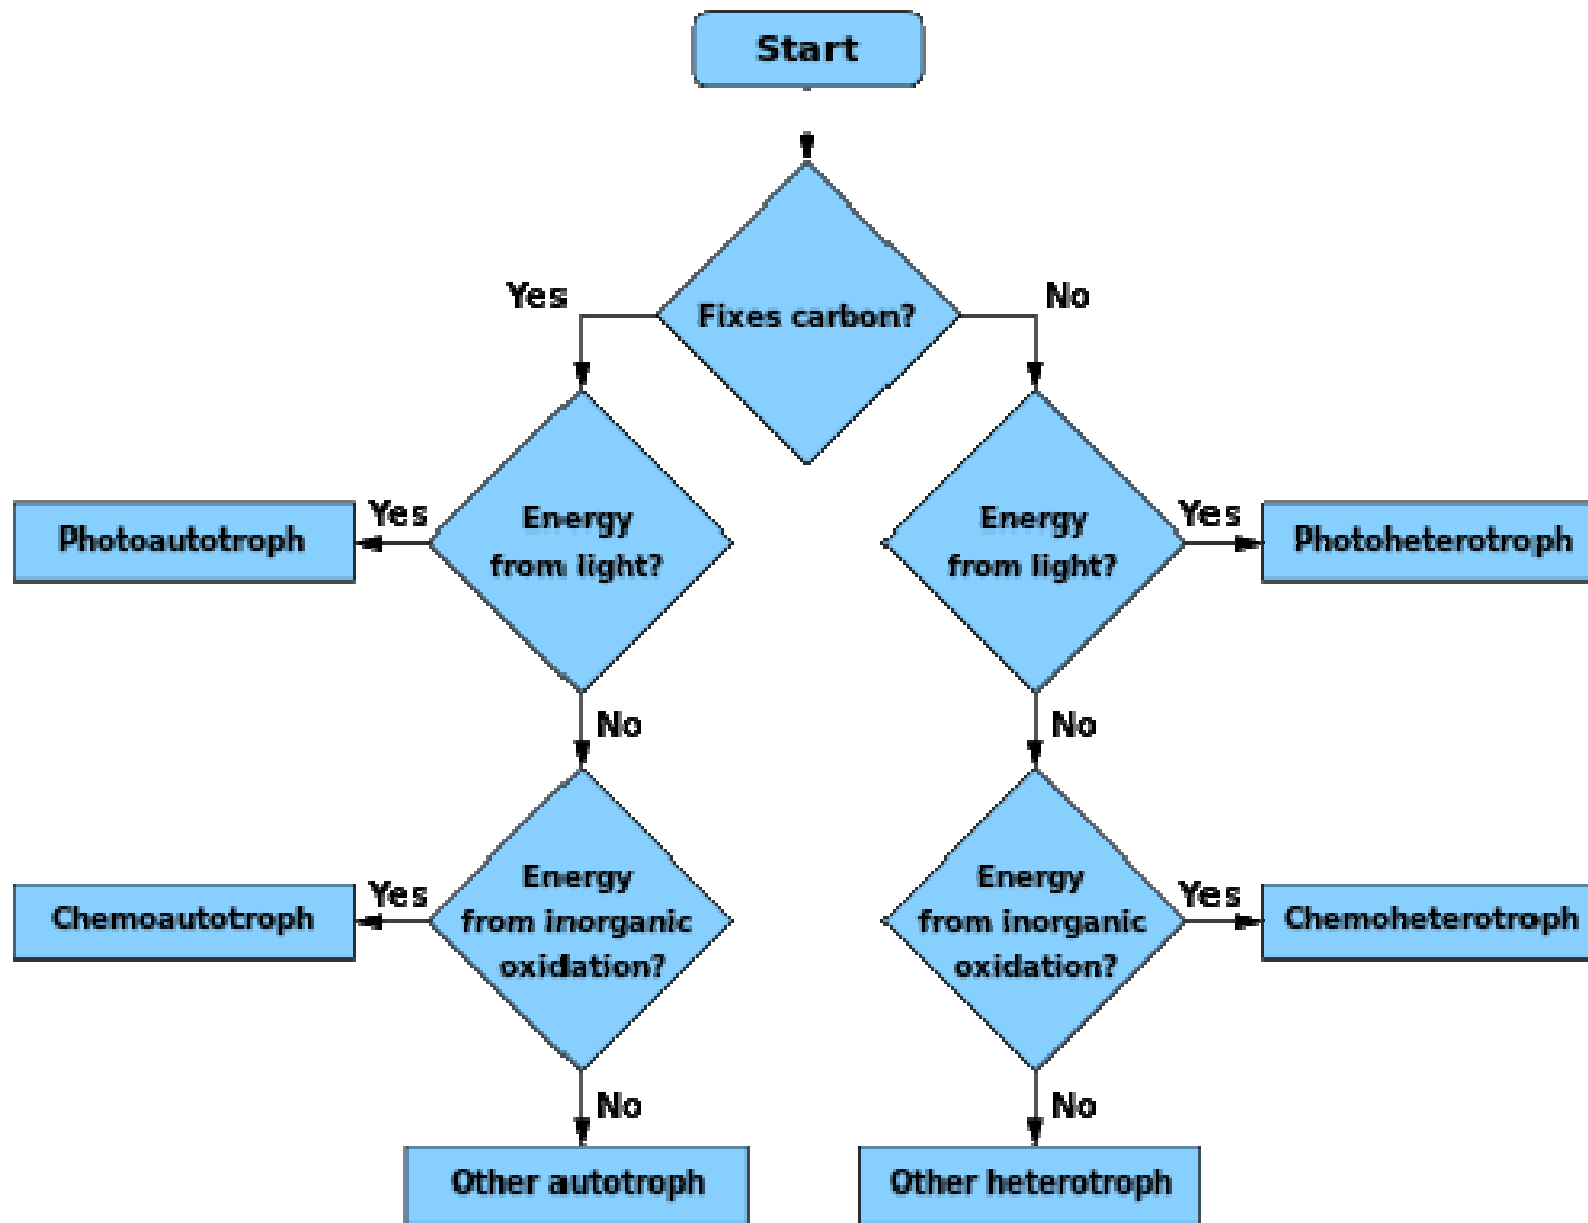 Start
Fixes carbon?
Yes
No
Energy
from light?
Yes
Photoautotroph
No
Energy
from light?
Yes
Photoheterotroph
No
Energy
from inorganic
oxidation?
Yes
Chemoautotroph
No
Energy
from inorganic
oxidation?
Yes
Chemoheterotroph
No
Other autotroph
Other heterotroph